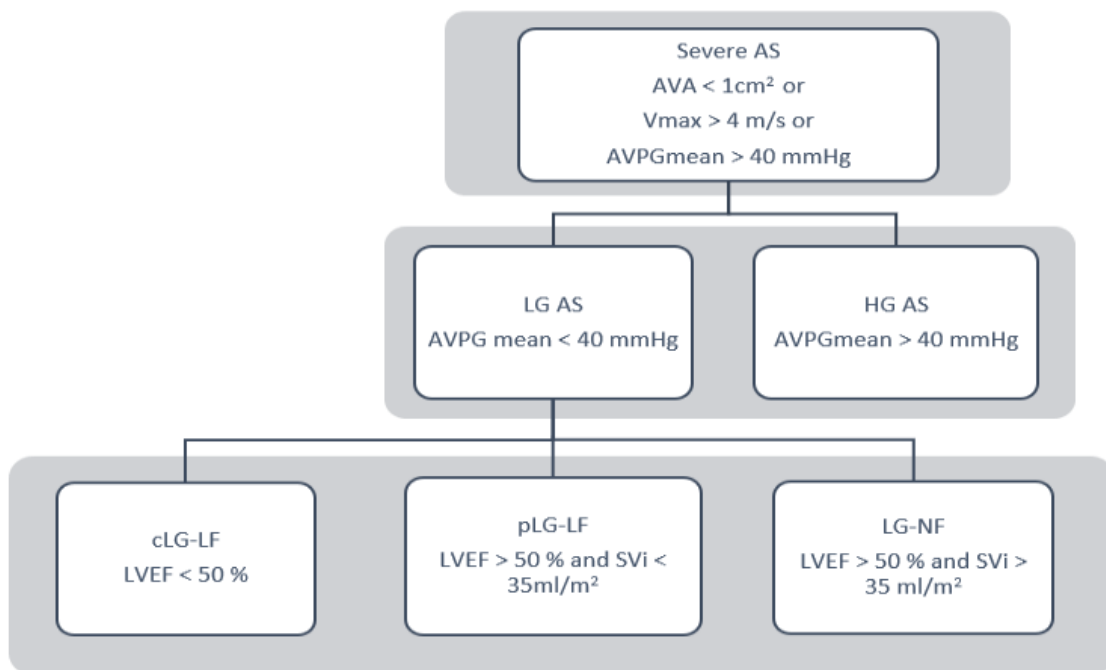 Severe AS
AVA < 1cm² or
Vmax > 4 m/s or
AVPGmean > 40 mmHg
LG AS
AVPG mean < 40 mmHg
HG AS
AVPGmean > 40 mmHg
cLG-LF
LVEF < 50 %
pLG-LF
LVEF > 50 % and SVi <
35ml/m²
LG-NF
LVEF > 50 % and SVi >
35 ml/m²